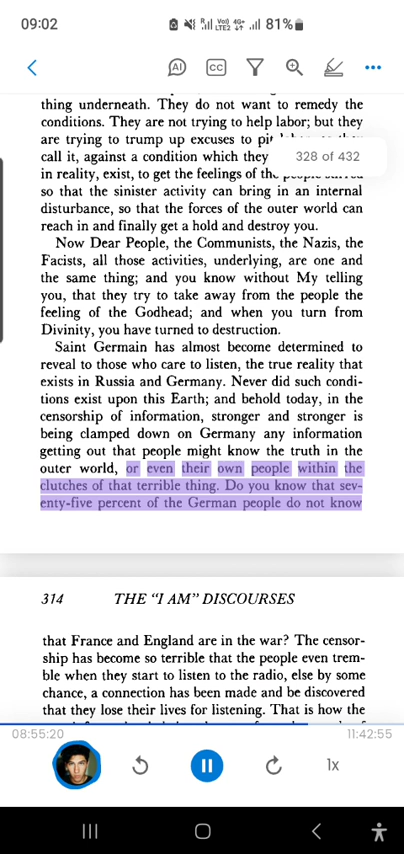 09:02
81%
AI
CC
thing underneath. They do not want to remedy the
conditions. They are not trying to help labor; but they
are trying to trump up excuses to
call it, against a condition which they
328 of 432
in reality, exist, to get the feelings of the
so that the sinister activity can bring in an internal
disturbance, so that the forces of the outer world can
reach in and finally get a hold and destroy you.
Now Dear People, the Communists, the Nazis, the
Facists, all those activities, underlying, are one and
the same thing; and you know without My telling
you, that they try to take away from the people the
feeling of the Godhead; and when you turn from
Divinity, you have turned to destruction.
Saint Germain has almost become determined to
reveal to those who care to listen, the true reality that
exists in Russia and Germany. Never did such condi-
tions exist upon this Earth; and behold today, in the
censorship of information, stronger and stronger is
being clamped down on Germany any information
getting out that people might know the truth in the
outer world, or even their own people within the
clutches of that terrible thing. Do you know that sev-
enty-five percent of the German people do not know
314 THE "I AM" DISCOURSES
that France and England are in the war? The censor-
ship has become so terrible that the people even trem-
ble when they start to listen to the radio, else by some
chance, a connection has been made and be discovered
that they lose their lives for listening. That is how the
08:55:20
11:42:55
1x